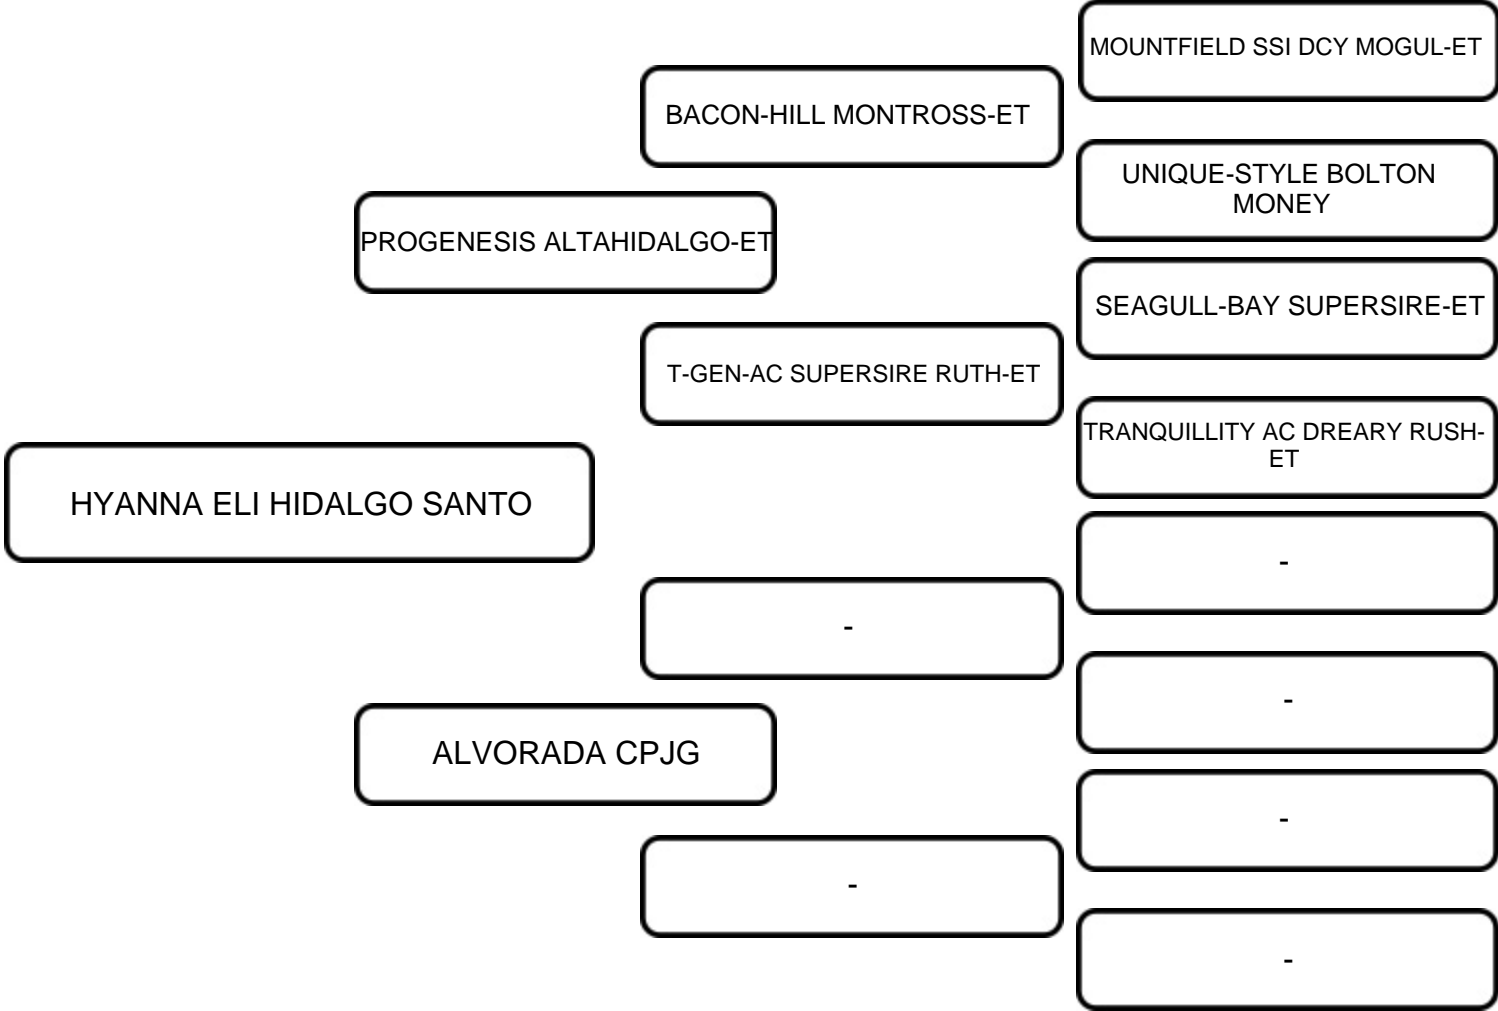 MOUNTFIELD SSI DCY MOGUL-ET
BACON-HILL MONTROSS-ET
UNIQUE-STYLE BOLTON
MONEY
PROGENESIS ALTAHIDALGO-ET
SEAGULL-BAY SUPERSIRE-ET
T-GEN-AC SUPERSIRE RUTH-ET
TRANQUILLITY AC DREARY RUSH-
ET
HYANNA ELI HIDALGO SANTO
-
-
-
ALVORADA CPJG
-
-
-